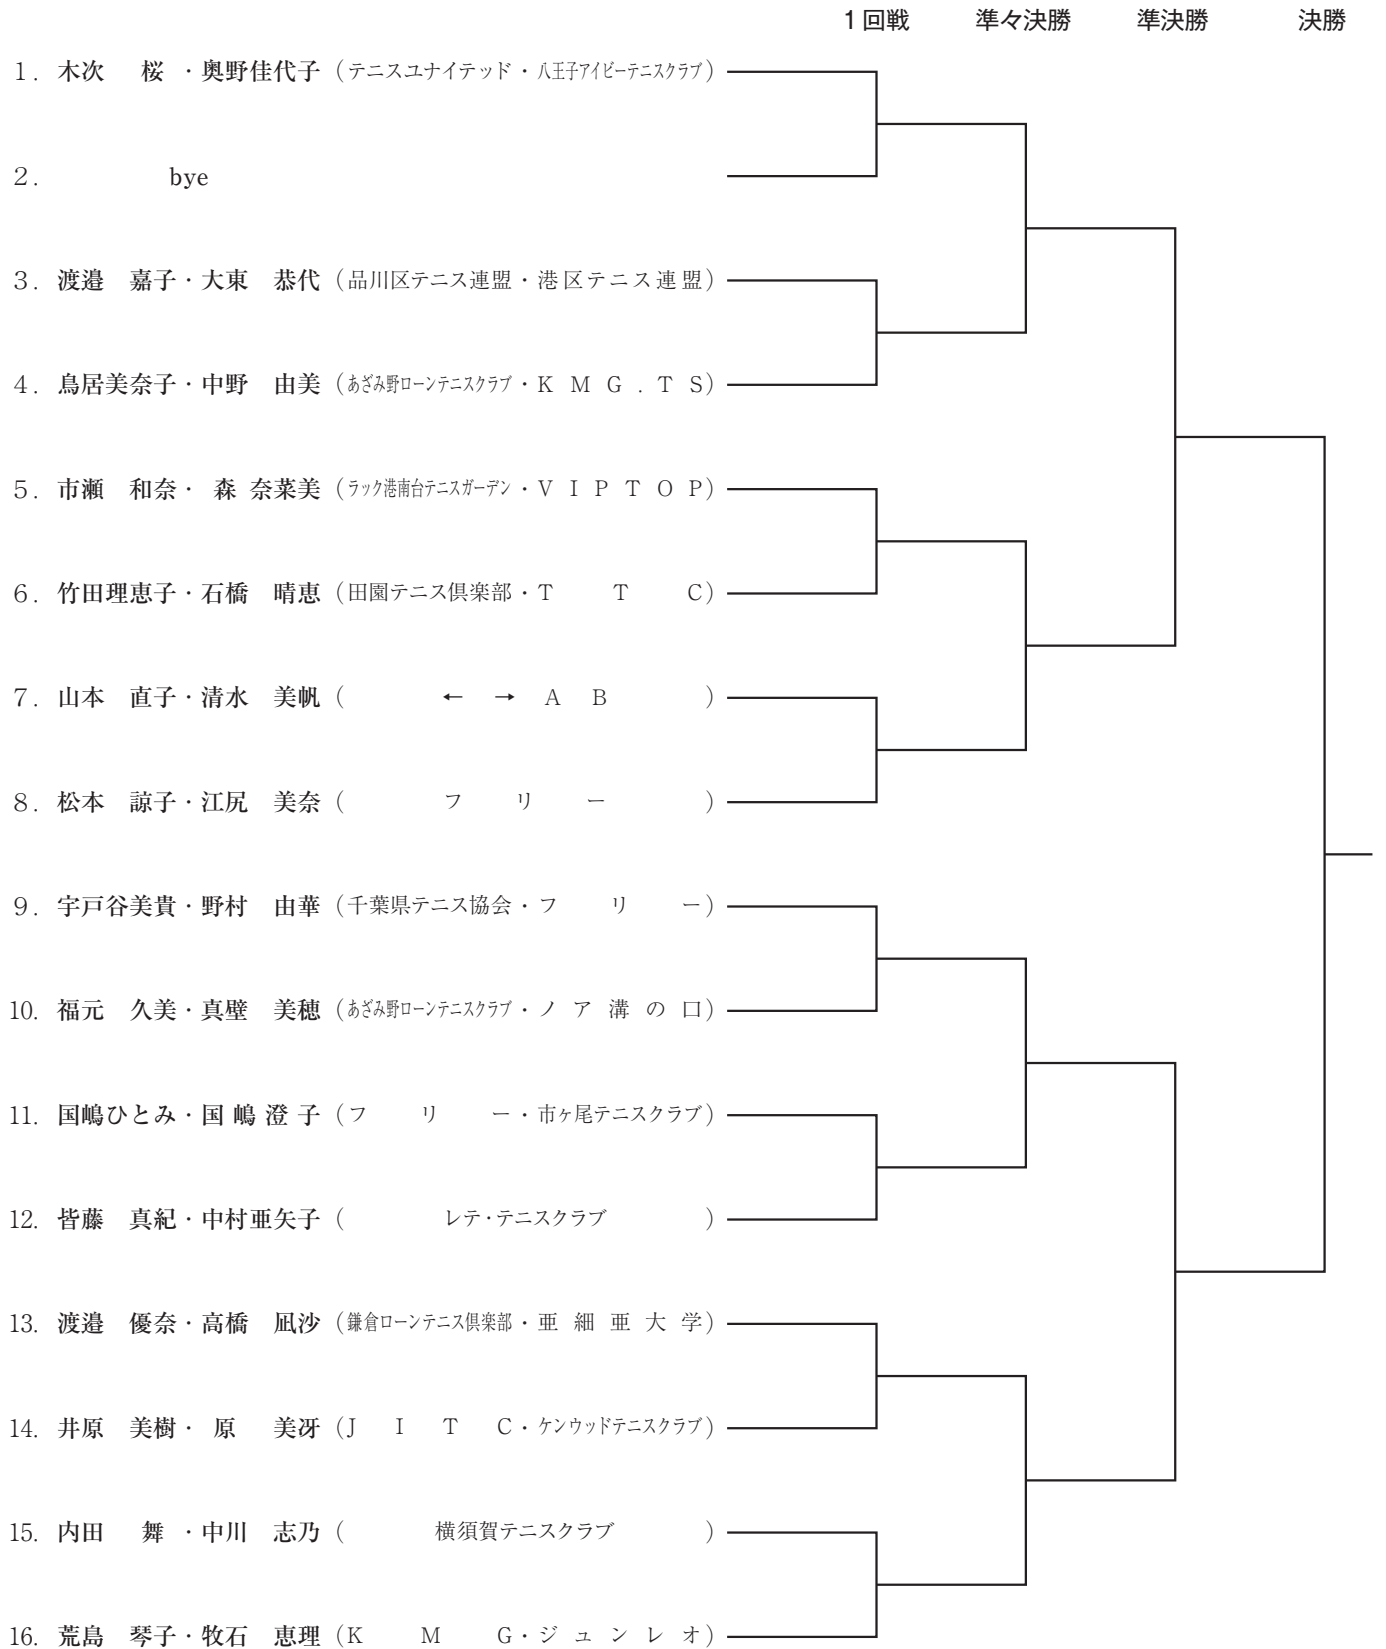 1回戦 準々決勝 準決勝 決勝
1. 木次 桜・奥野佳代子（テニスユナイテッド・八王子アイビーテニスクラブ）
2. bye
3. 渡邉 嘉子・大東 恭代（品川区テニス連盟・港区テニス連盟）
4. 鳥居美奈子・中野 由美（あざみ野ローンテニスクラブ・KMG.TS）
5. 市瀬 和奈・森 奈菜美（ラック港南台テニスガーデン・VIPTOP）
6. 竹田理恵子・石橋 晴恵（田園テニス倶楽部・TTC）
7. 山本 直子・清水 美帆（← → AB）
8. 松本 諒子・江尻 美奈（フリー）
9. 宇戸谷美貴・野村 由華（千葉県テニス協会・フリー）
10. 福元 久美・真壁 美穂（あざみ野ローンテニスクラブ・ノア溝の口）
11. 国嶋ひとみ・国嶋澄子（フリー・市ヶ尾テニスクラブ）
12. 皆藤 真紀・中村亜矢子（レテ・テニスクラブ）
13. 渡邉 優奈・高橋 凪沙（鎌倉ローンテニス倶楽部・亜細亜大学）
14. 井原 美樹・原 美冴（JITC・ケンウッドテニスクラブ）
15. 内田 舞・中川 志乃（横須賀テニスクラブ）
16. 荒島 琴子・牧石 恵理（KMG・ジュンレオ）